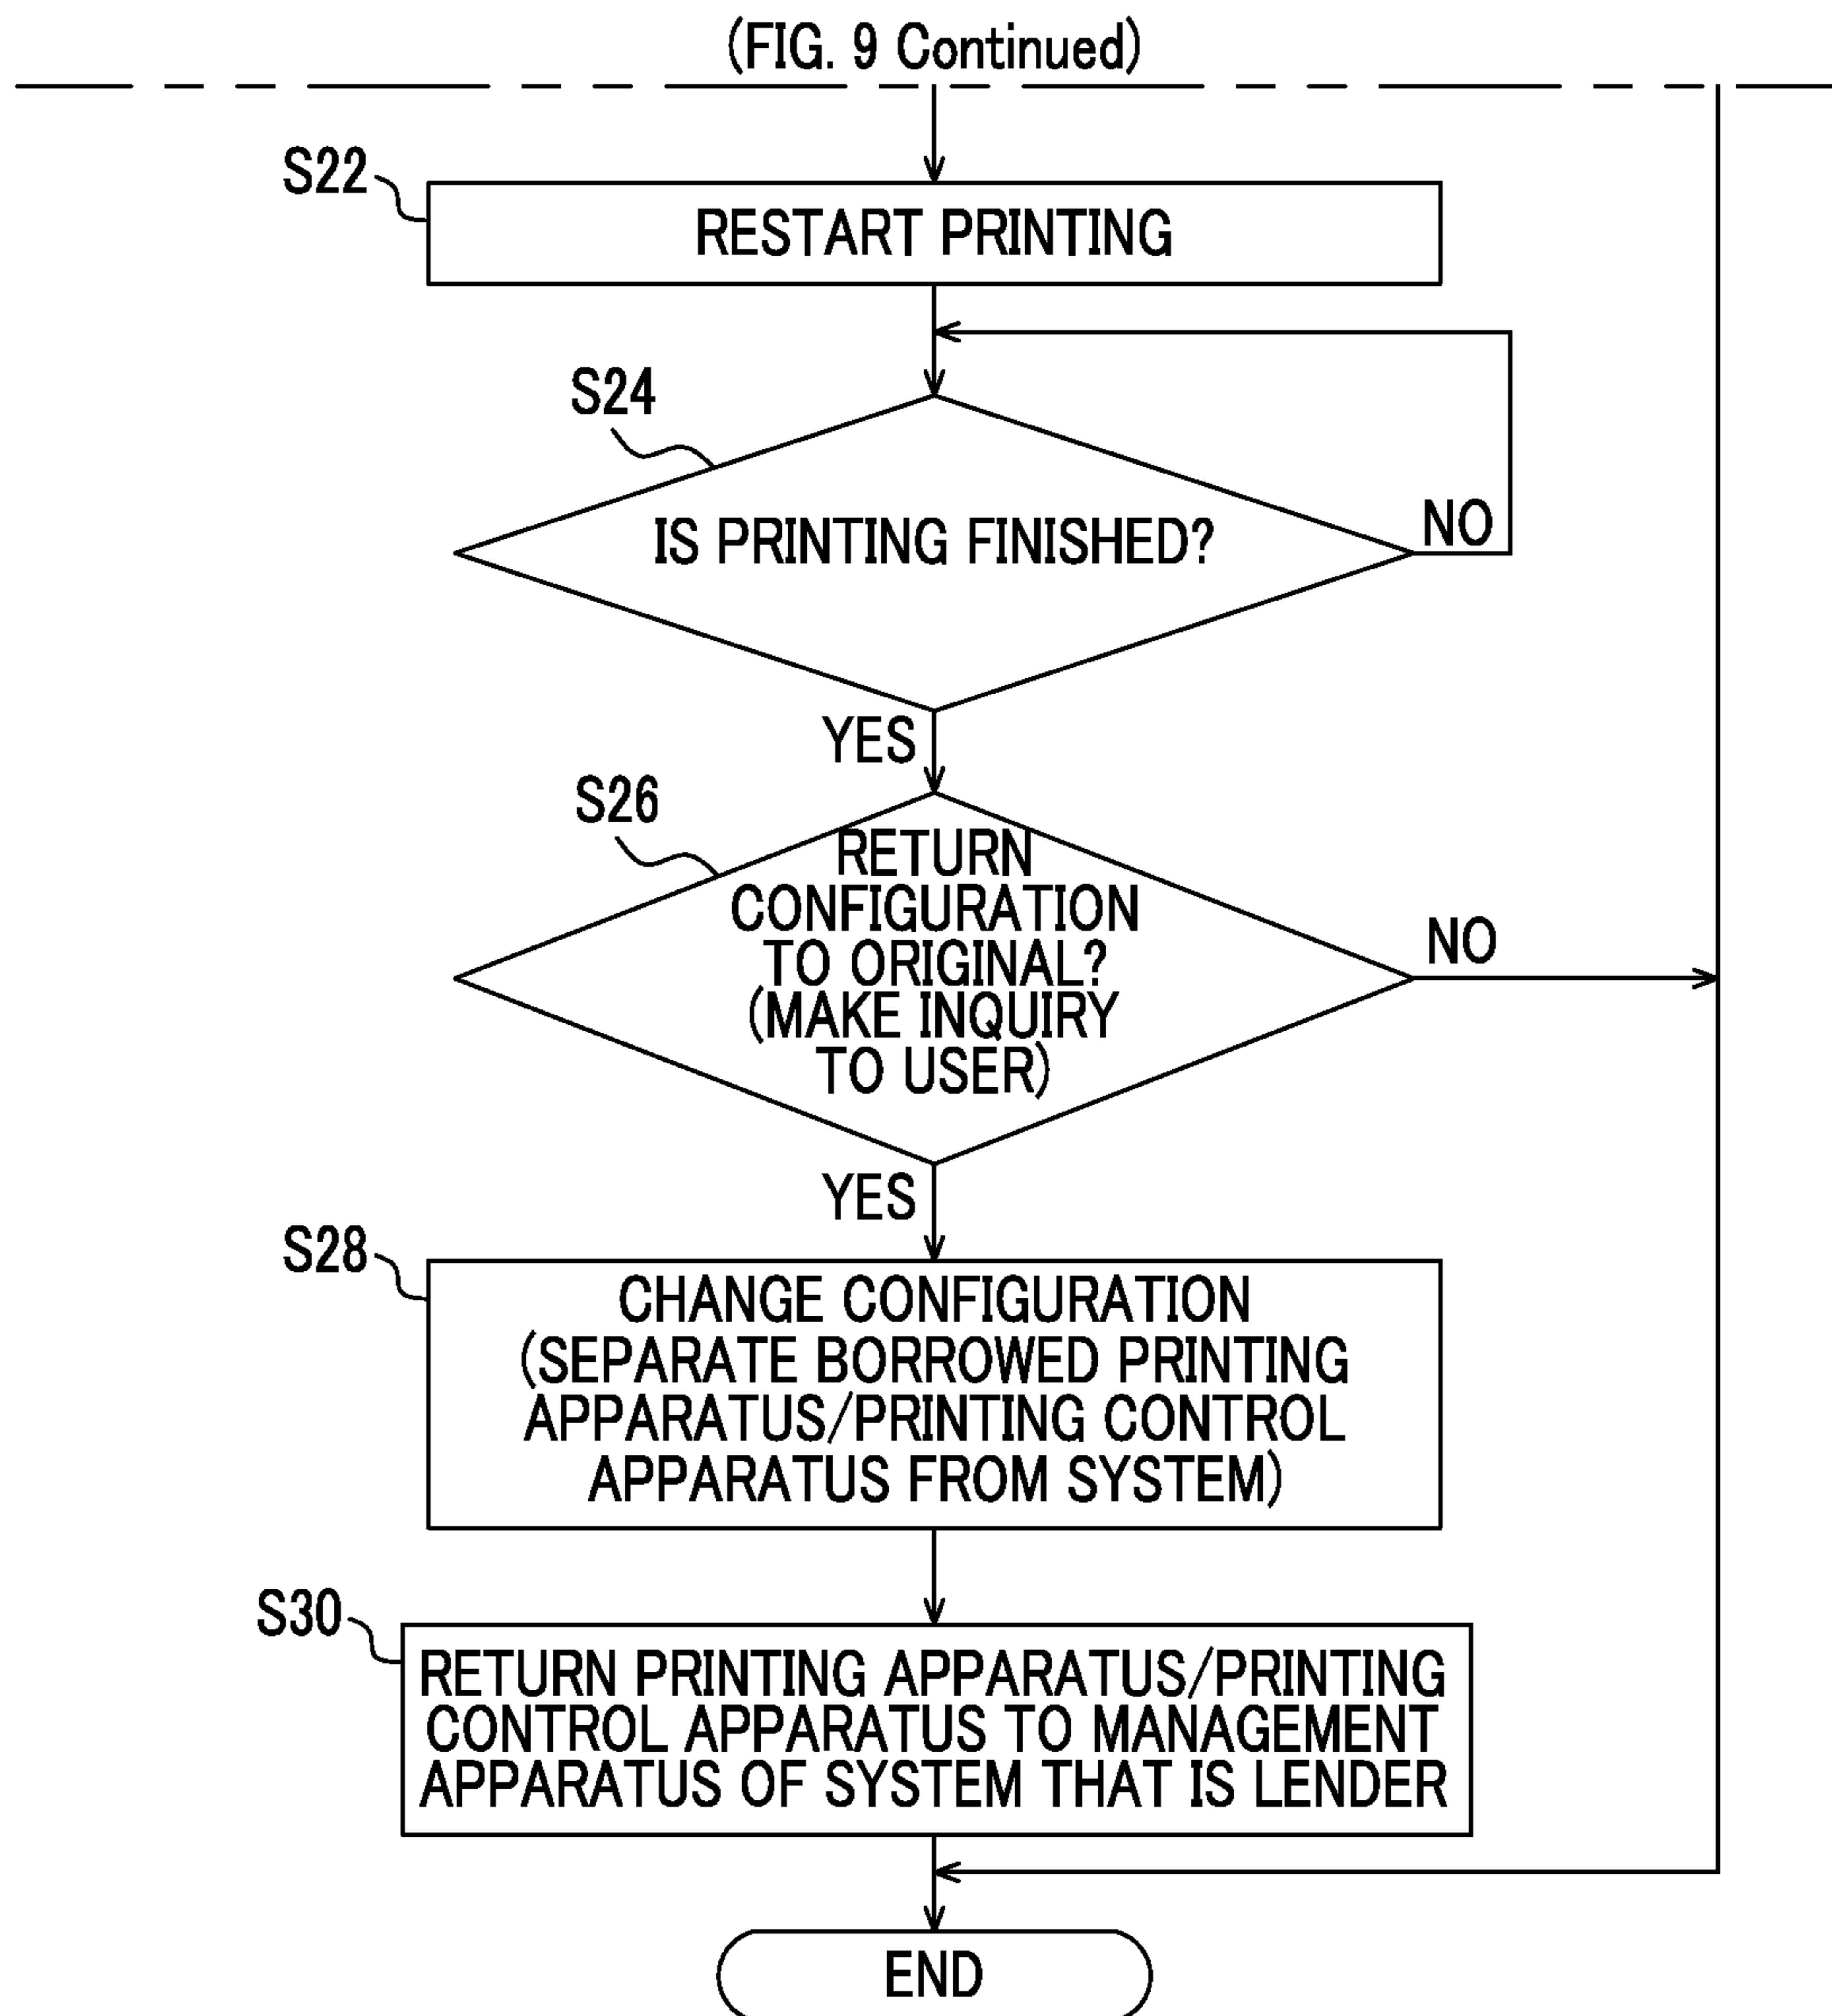 (FIG. 9 Continued)
S22
RESTART PRINTING
S24
IS PRINTING FINISHED?
NO
YES
S26
RETURN
CONFIGURATION
TO ORIGINAL?
(MAKE INQUIRY
TO USER)
NO
YES
S28
CHANGE CONFIGURATION
(SEPARATE BORROWED PRINTING
APPARATUS/PRINTING CONTROL
APPARATUS FROM SYSTEM)
S30
RETURN PRINTING APPARATUS/PRINTING
CONTROL APPARATUS TO MANAGEMENT
APPARATUS OF SYSTEM THAT IS LENDER
END